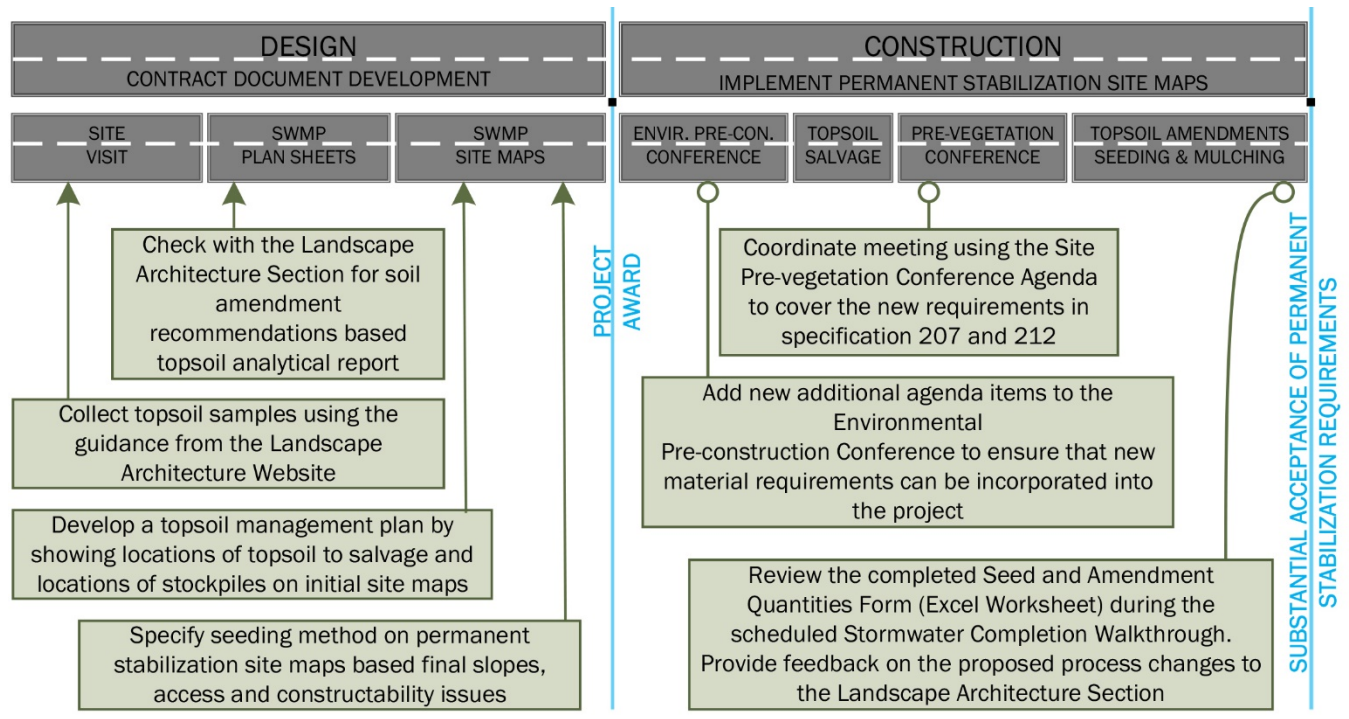 DESIGN
CONTRACT DOCUMENT DEVELOPMENT
CONSTRUCTION
IMPLEMENT PERMANENT STABILIZATION SITE MAPS
SITE
VISIT
SWMP
PLAN SHEETS
SWMP
SITE MAPS
ENVIR. PRE-CON.
CONFERENCE
TOPSOIL
SALVAGE
PRE-VEGETATION
CONFERENCE
TOPSOIL AMENDMENTS
SEEDING & MULCHING
Check with the Landscape
Architecture Section for soil
amendment
recommendations based
topsoil analytical report
Collect topsoil samples using the
guidance from the Landscape
Architecture Website
Develop a topsoil management plan by
showing locations of topsoil to salvage and
locations of stockpiles on initial site maps
Specify seeding method on permanent
stabilization site maps based final slopes,
access and constructability issues
PROJECT
AWARD
Coordinate meeting using the Site
Pre-vegetation Conference Agenda
to cover the new requirements in
specification 207 and 212
Add new additional agenda items to the
Environmental
Pre-construction Conference to ensure that new
material requirements can be incorporated into
the project
Review the completed Seed and Amendment
Quantities Form (Excel Worksheet) during the
scheduled Stormwater Completion Walkthrough.
Provide feedback on the proposed process changes to
the Landscape Architecture Section
SUBSTANTIAL ACCEPTANCE OF PERMANENT
STABILIZATION REQUIREMENTS